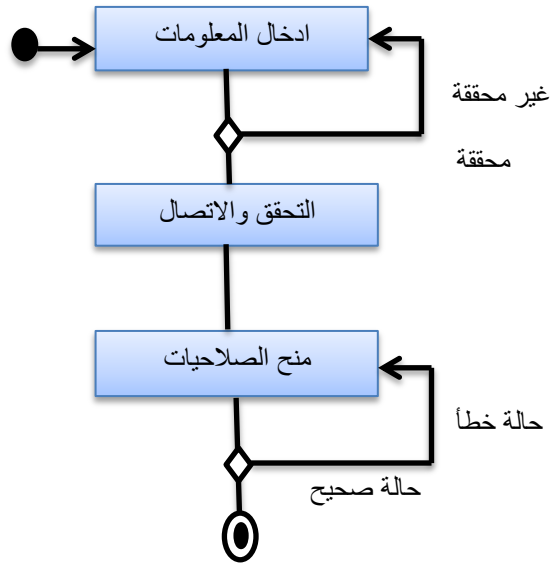 ادخال المعلومات
غير محققة
محققة
التحقق والاتصال
منح الصلاحيات
حالة خطأ
حالة صحيح